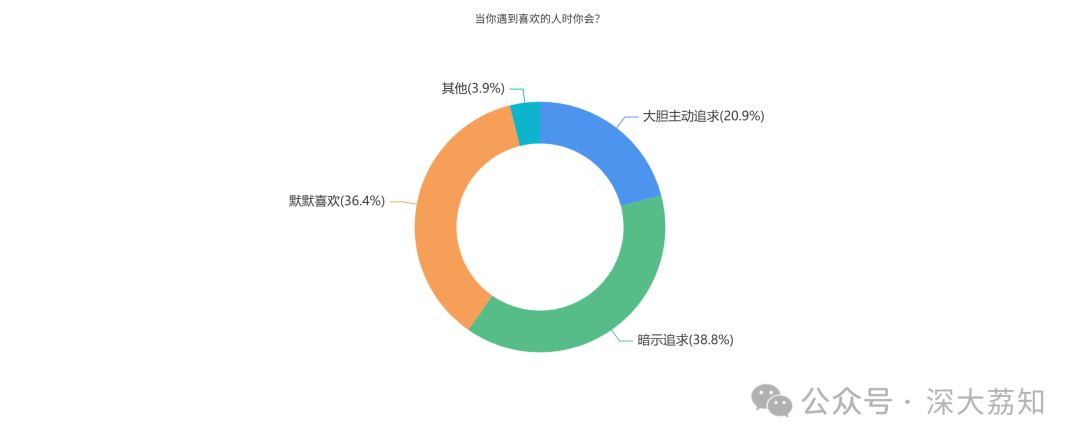 当你遇到喜欢的人时你会?
其他(3.9%)
大胆主动追求(20.9%)
默默喜欢(36.4%)
暗示追求(38.8%)
公众号 · 深大荔知